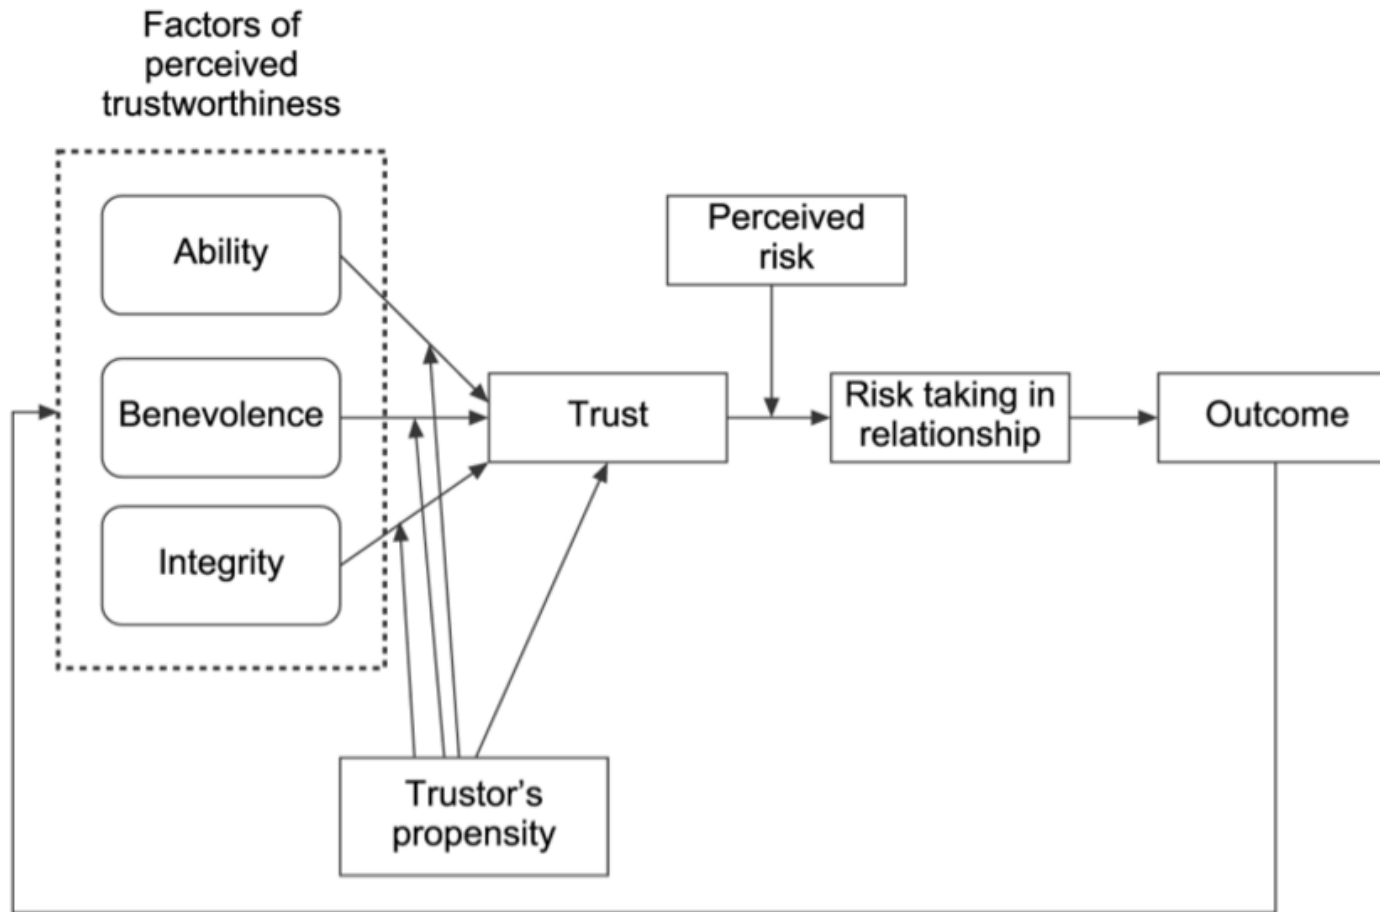 Factors of
perceived
trustworthiness
Ability
Benevolence
Integrity
Perceived
risk
Trust
Risk taking in
relationship
Outcome
Trustor’s
propensity